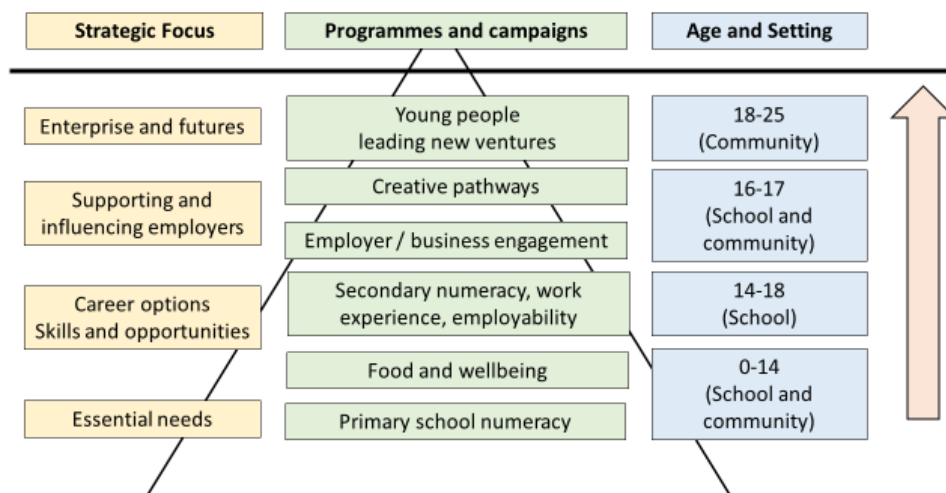 Strategic Focus
Programmes and campaigns
Age and Setting
Enterprise and futures
Young people
leading new ventures
18-25
(Community)
Supporting and
influencing employers
Creative pathways
Employer / business engagement
16-17
(School and
community)
Career options
Skills and opportunities
Secondary numeracy, work
experience, employability
14-18
(School)
Essential needs
Food and wellbeing
Primary school numeracy
0-14
(School and
community)